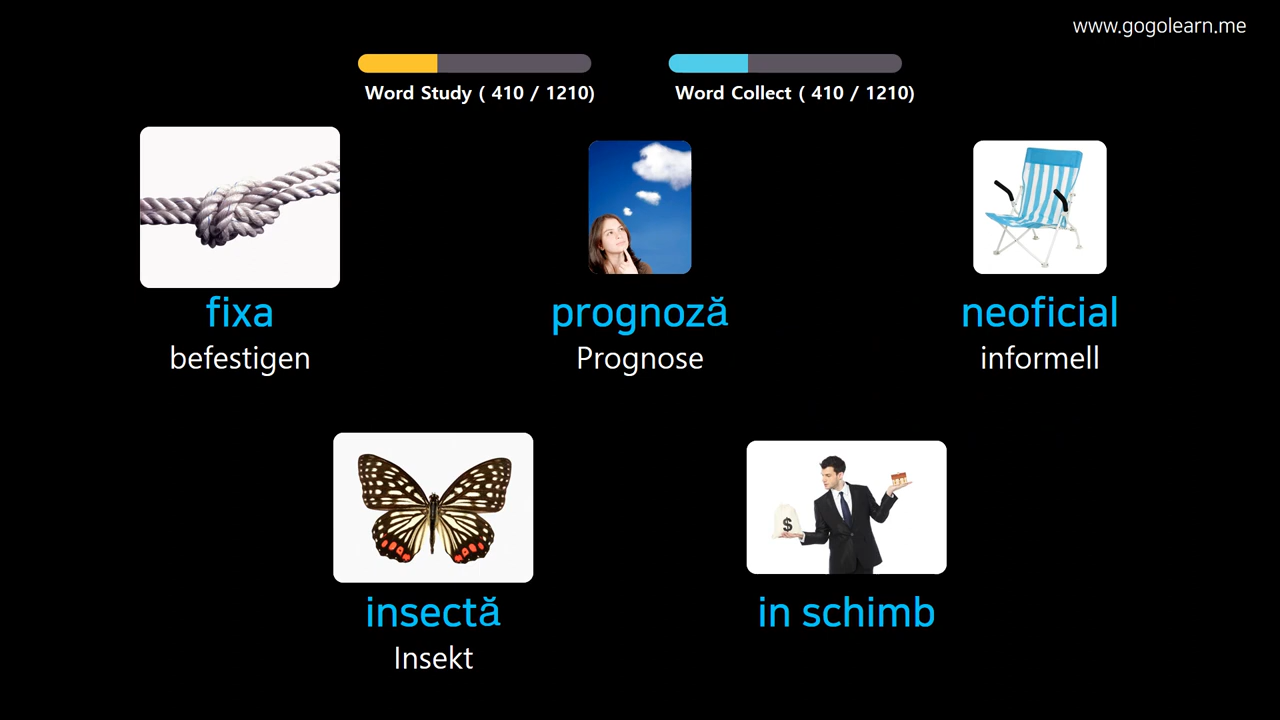 www.gogolearn.me
Word Study ( 410 / 1210)
Word Collect ( 410 / 1210)
fixa
befestigen
prognoză
Prognose
neoficial
informell
insectă
Insekt
$
in schimb